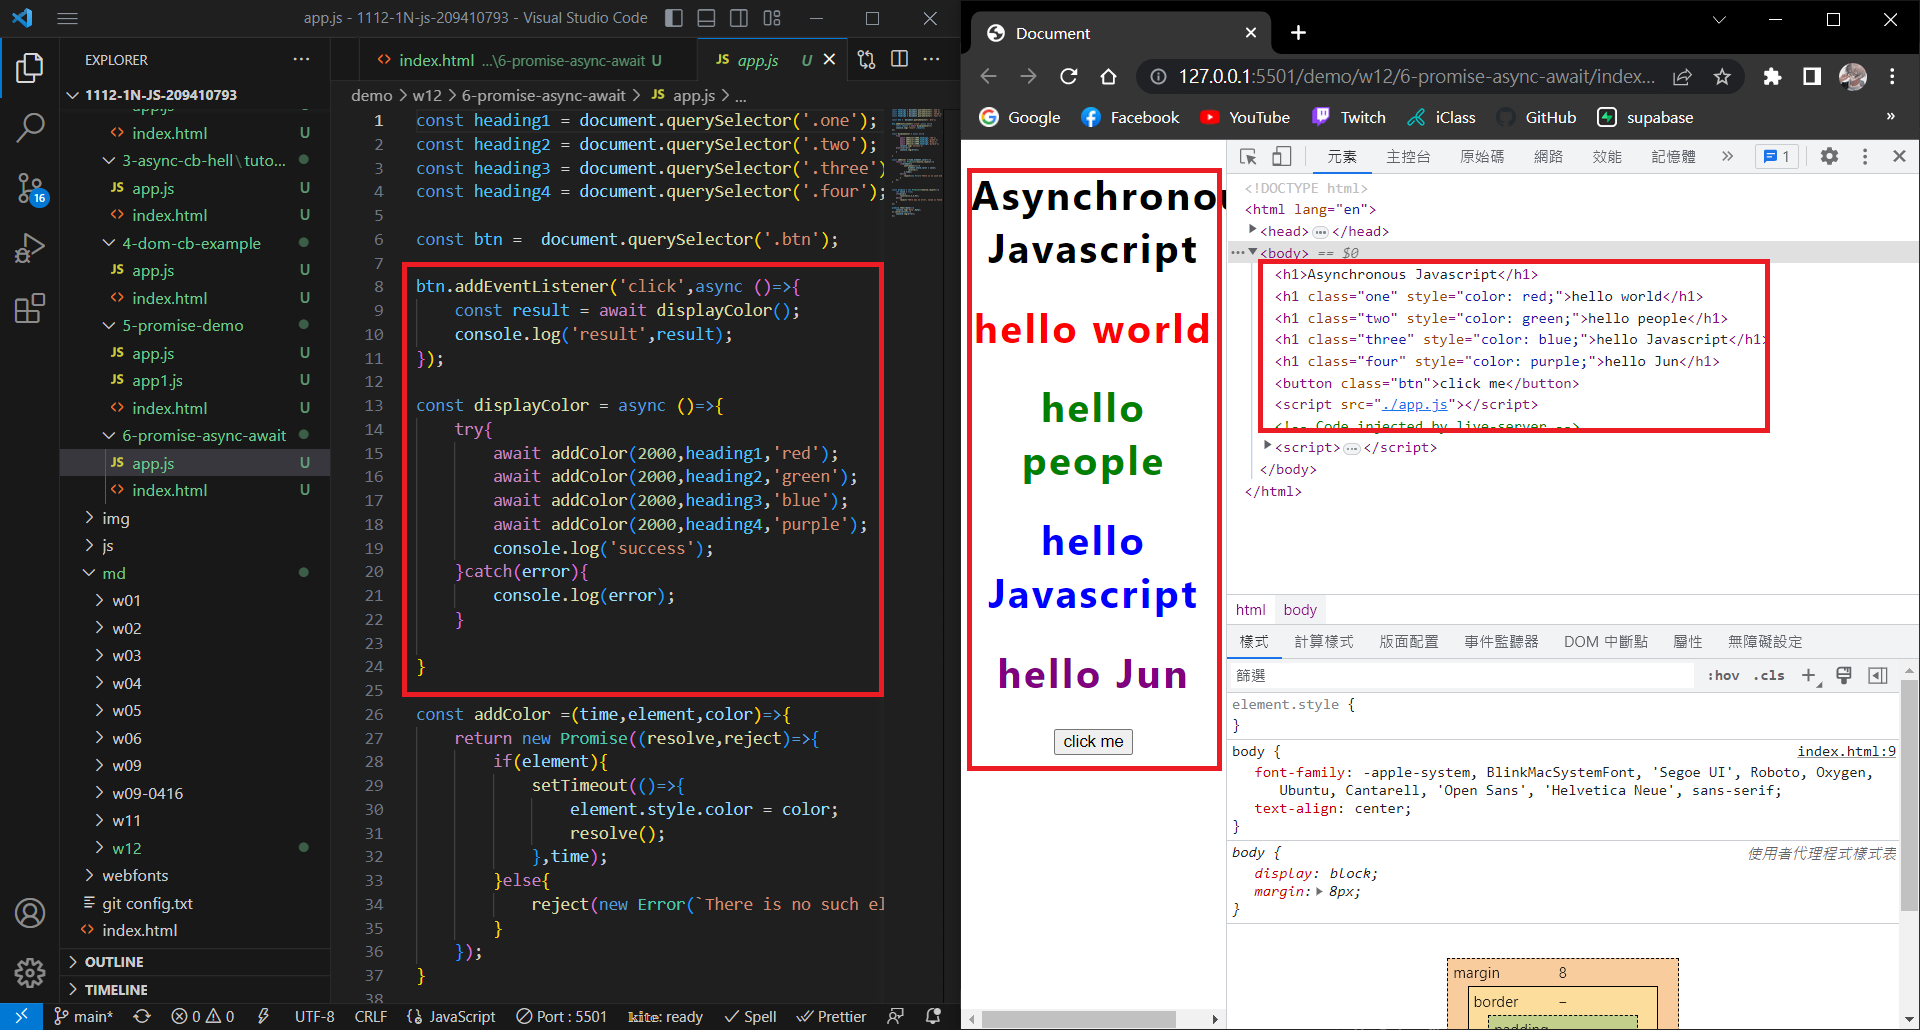 app.js - 1112-1N-js-209410793 - Visual Studio Code
EXPLORER
1112-1N-JS-209410793
app.js
index.html U
3-async-cb-hell\tuto...
app.js U
index.html U
4-dom-cb-example
app.js U
index.html U
5-promise-demo
app.js U
app1.js U
index.html U
6-promise-async-await
app.js U
index.html U
img
js
md
w01
w02
w03
w04
w05
w06
w09
w09-0416
w11
w12
webfonts
git config.txt
index.html
OUTLINE
TIMELINE
16
index.html ...\6-promise-async-await U
JS app.js U
demo > w12 > 6-promise-async-await > JS app.js > ...
1 const heading1 = document.querySelector('.one');
2 const heading2 = document.querySelector('.two');
3 const heading3 = document.querySelector('.three')
4 const heading4 = document.querySelector('.four');
5
6 const btn =  document.querySelector('.btn');
7
8 btn.addEventListener('click',async ()=>{
9     const result = await displayColor();
10     console.log('result',result);
11 });
12
13 const displayColor = async ()=>{
14     try{
15         await addColor(2000,heading1,'red');
16         await addColor(2000,heading2,'green');
17         await addColor(2000,heading3,'blue');
18         await addColor(2000,heading4,'purple');
19         console.log('success');
20     }catch(error){
21         console.log(error);
22     }
23
24 }
25
26 const addColor =(time,element,color)=>{
27     return new Promise((resolve,reject)=>{
28         if(element){
29             setTimeout(()=>{
30                 element.style.color = color;
31                 resolve();
32             },time);
33         }else{
34             reject(new Error(`There is no such el
35         }
36     });
37 }
38
main* 0 0 UTF-8 CRLF JavaScript Port : 5501 kite: ready Spell Prettier
Document
127.0.0.1:5501/demo/w12/6-promise-async-await/index...
Google Facebook YouTube Twitch iClass GitHub supabase »
Asynchronou
Javascript
hello world
hello
people
hello
Javascript
hello Jun
click me
元素 主控台 原始碼 網路 效能 記憶體 » 1
<!DOCTYPE html>
<html lang="en">
<head> ... </head>
... <body> == $0
<h1>Asynchronous Javascript</h1>
<h1 class="one" style="color: red;">hello world</h1>
<h1 class="two" style="color: green;">hello people</h1>
<h1 class="three" style="color: blue;">hello Javascript</h1>
<h1 class="four" style="color: purple;">hello Jun</h1>
<button class="btn">click me</button>
<script src="./app.js"></script>
<!-- Code injected by live-server -->
<script> ... </script>
</body>
</html>
html body
樣式 計算樣式 版面配置 事件監聽器 DOM 中斷點 屬性 無障礙設定
篩選 :hov .cls
element.style {
}
body { index.html:9
font-family: -apple-system, BlinkMacSystemFont, 'Segoe UI', Roboto, Oxygen,
Ubuntu, Cantarell, 'Open Sans', 'Helvetica Neue', sans-serif;
text-align: center;
}
body { 使用者代理程式樣式表
display: block;
margin: 8px;
}
margin 8
border –
padding